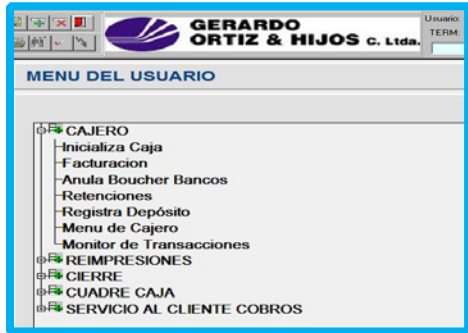 GERARDO
ORTIZ & HIJOS C. Ltda.
Usuario:
TERM:
MENU DEL USUARIO
CAJERO
Inicializa Caja
Facturacion
Anula Boucher Bancos
Retenciones
Registra Depósito
Menu de Cajero
Monitor de Transacciones
REIMPRESIONES
CIERRE
CUADRE CAJA
SERVICIO AL CLIENTE COBROS